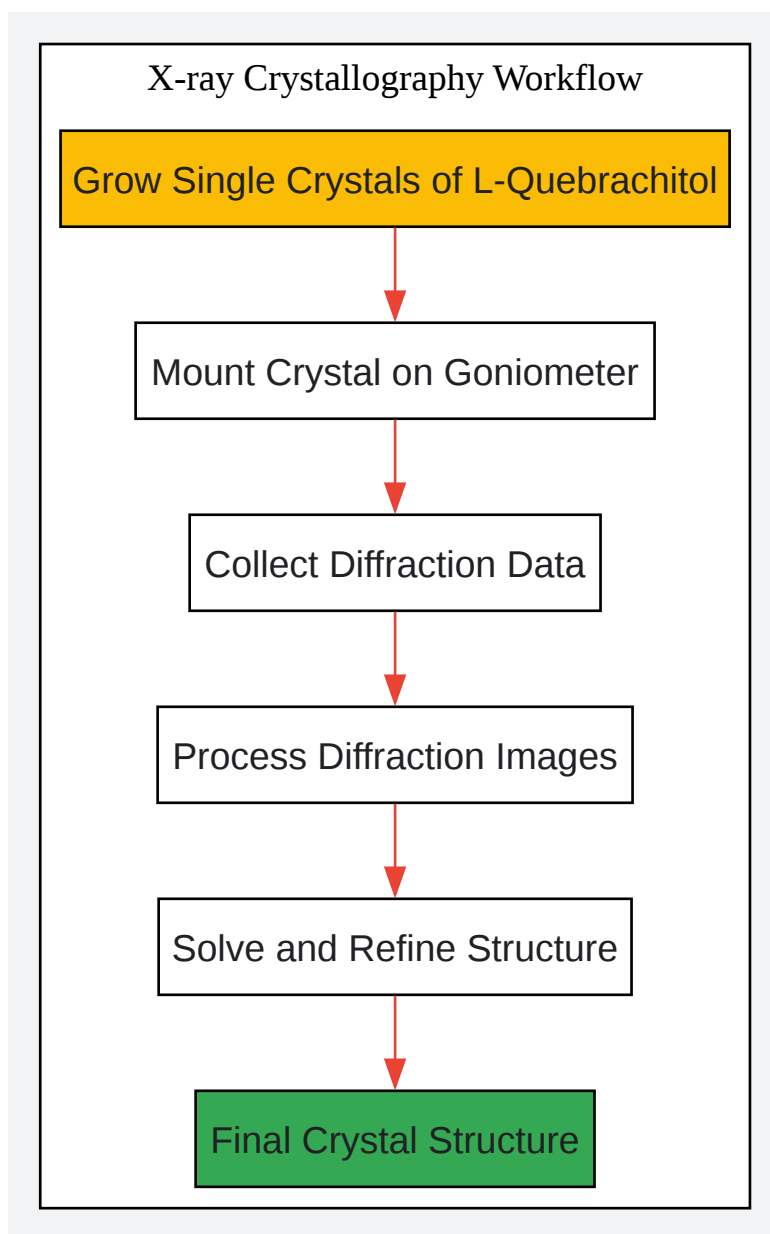 X-ray Crystallography Workflow
Grow Single Crystals of L-Quebrachitol
Mount Crystal on Goniometer
Collect Diffraction Data
Process Diffraction Images
Solve and Refine Structure
Final Crystal Structure